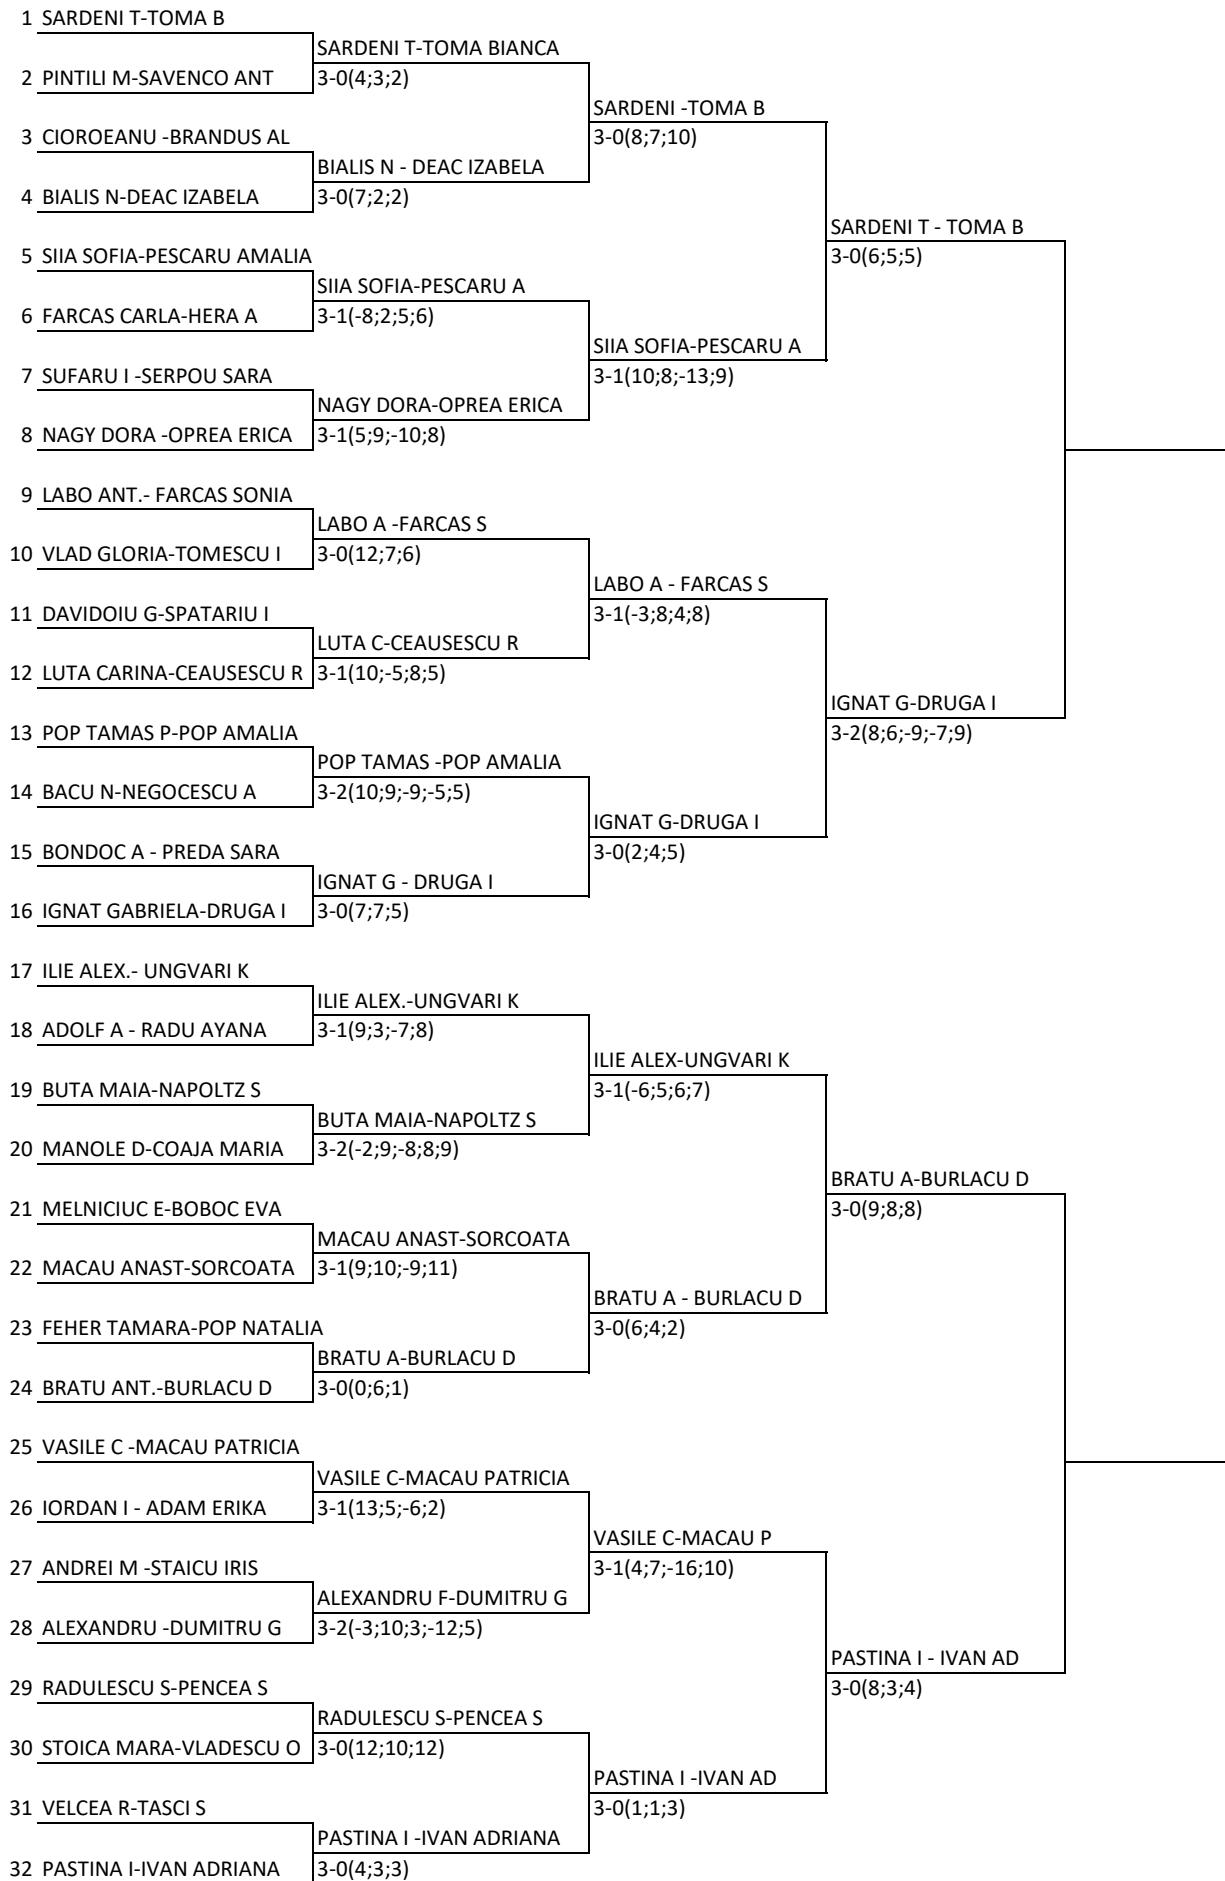 1 SARDENI T-TOMA B
SARDENI T-TOMA BIANCA
2 PINTILI M-SAVENCO ANT 3-0(4;3;2)
SARDENI -TOMA B
3 CIOROEANU -BRANDUS AL 3-0(8;7;10)
BIALIS N - DEAC IZABELA
4 BIALIS N-DEAC IZABELA 3-0(7;2;2)
SARDENI T - TOMA B
5 SIIA SOFIA-PESCARU AMALIA 3-0(6;5;5)
SIIA SOFIA-PESCARU A
6 FARCAS CARLA-HERA A 3-1(-8;2;5;6)
SIIA SOFIA-PESCARU A
7 SUFARU I -SERPOU SARA 3-1(10;8;-13;9)
NAGY DORA-OPREA ERICA
8 NAGY DORA -OPREA ERICA 3-1(5;9;-10;8)
9 LABO ANT.- FARCAS SONIA
LABO A -FARCAS S
10 VLAD GLORIA-TOMESCU I 3-0(12;7;6)
LABO A - FARCAS S
11 DAVIDOIU G-SPATARIU I 3-1(-3;8;4;8)
LUTA C-CEAUSESCU R
12 LUTA CARINA-CEAUSESCU R 3-1(10;-5;8;5)
IGNAT G-DRUGA I
13 POP TAMAS P-POP AMALIA 3-2(8;6;-9;-7;9)
POP TAMAS -POP AMALIA
14 BACU N-NEGOCESCU A 3-2(10;9;-9;-5;5)
IGNAT G-DRUGA I
15 BONDOC A - PREDA SARA 3-0(2;4;5)
IGNAT G - DRUGA I
16 IGNAT GABRIELA-DRUGA I 3-0(7;7;5)
17 ILIE ALEX.- UNGVARI K
ILIE ALEX.-UNGVARI K
18 ADOLF A - RADU AYANA 3-1(9;3;-7;8)
ILIE ALEX-UNGVARI K
19 BUTA MAIA-NAPOLTZ S 3-1(-6;5;6;7)
BUTA MAIA-NAPOLTZ S
20 MANOLE D-COAJA MARIA 3-2(-2;9;-8;8;9)
BRATU A-BURLACU D
21 MELNICIUC E-BOBOC EVA 3-0(9;8;8)
MACAU ANAST-SORCOATA
22 MACAU ANAST-SORCOATA 3-1(9;10;-9;11)
BRATU A - BURLACU D
23 FEHER TAMARA-POP NATALIA 3-0(6;4;2)
BRATU A-BURLACU D
24 BRATU ANT.-BURLACU D 3-0(0;6;1)
25 VASILE C -MACAU PATRICIA
VASILE C-MACAU PATRICIA
26 IORDAN I - ADAM ERIKA 3-1(13;5;-6;2)
VASILE C-MACAU P
27 ANDREI M -STAICU IRIS 3-1(4;7;-16;10)
ALEXANDRU F-DUMITRU G
28 ALEXANDRU -DUMITRU G 3-2(-3;10;3;-12;5)
PASTINA I - IVAN AD
29 RADULESCU S-PENCEA S 3-0(8;3;4)
RADULESCU S-PENCEA S
30 STOICA MARA-VLADESCU O 3-0(12;10;12)
PASTINA I -IVAN AD
31 VELCEA R-TASCI S 3-0(1;1;3)
PASTINA I -IVAN ADRIANA
32 PASTINA I-IVAN ADRIANA 3-0(4;3;3)